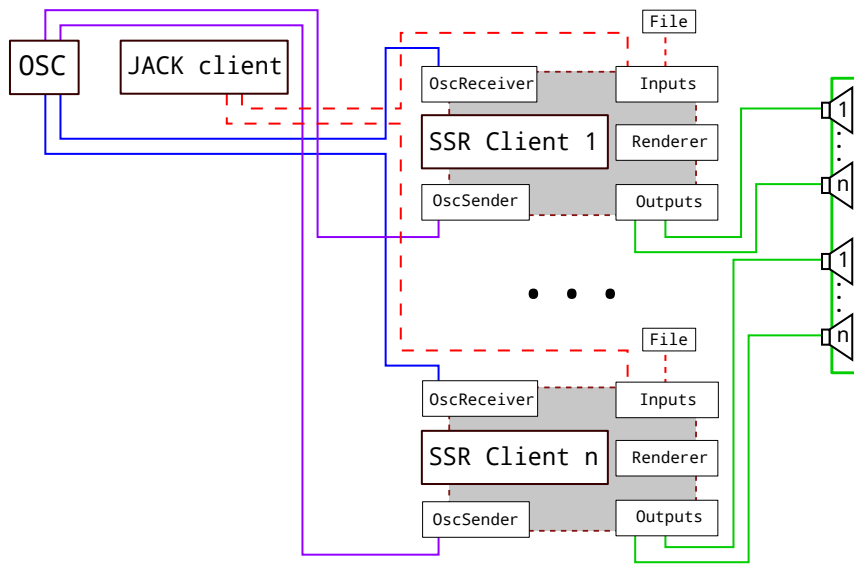 OSC
JACK client
File
OscReceiver
Inputs
SSR Client 1
Renderer
OscSender
Outputs
1
n
1
n
• • •
File
OscReceiver
Inputs
SSR Client n
Renderer
OscSender
Outputs